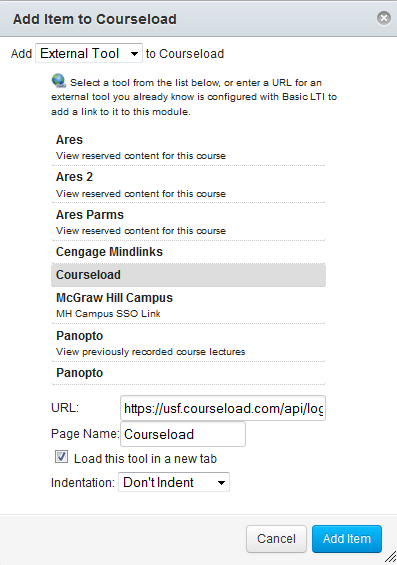 Add Item to Courseload
Add External Tool to Courseload
Select a tool from the list below, or enter a URL for an
external tool you already know is configured with Basic LTI to
add a link to it to this module.
Ares
View reserved content for this course
Ares 2
View reserved content for this course
Ares Parms
View reserved content for this course
Cengage Mindlinks
Courseload
McGraw Hill Campus
MH Campus SSO Link
Panopto
View previously recorded course lectures
Panopto
URL: https://usf.courseload.com/api/log
Page Name: Courseload
Load this tool in a new tab
Indentation: Don't Indent
Cancel Add Item